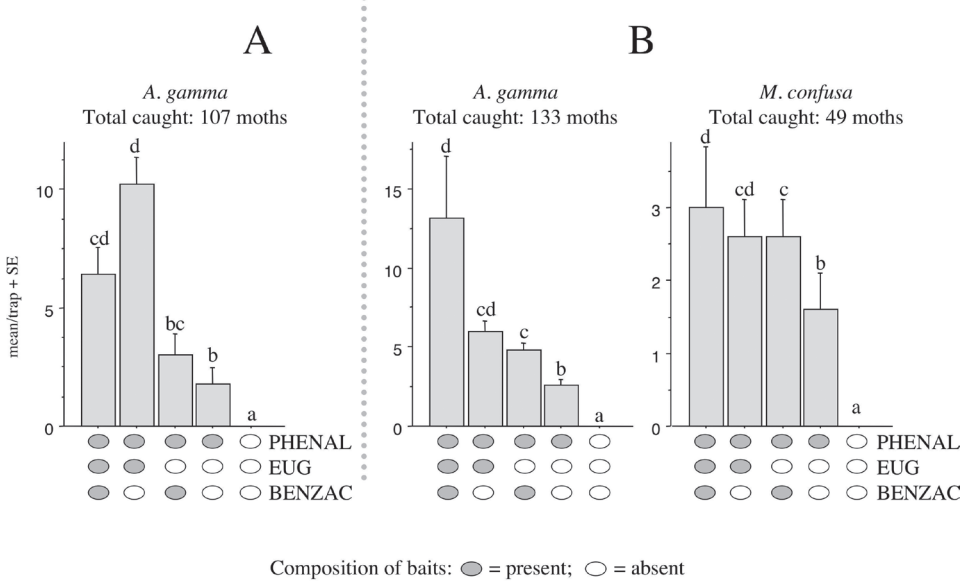 A
B
A. gamma
Total caught: 107 moths
A. gamma
Total caught: 133 moths
M. confusa
Total caught: 49 moths
mean/trap + SE
10
5
0
cd
d
bc
b
a
15
10
5
0
d
cd
c
b
a
3
2
1
0
d
cd
c
b
a
PHENAL
EUG
BENZAC
PHENAL
EUG
BENZAC
Composition of baits: = present; = absent